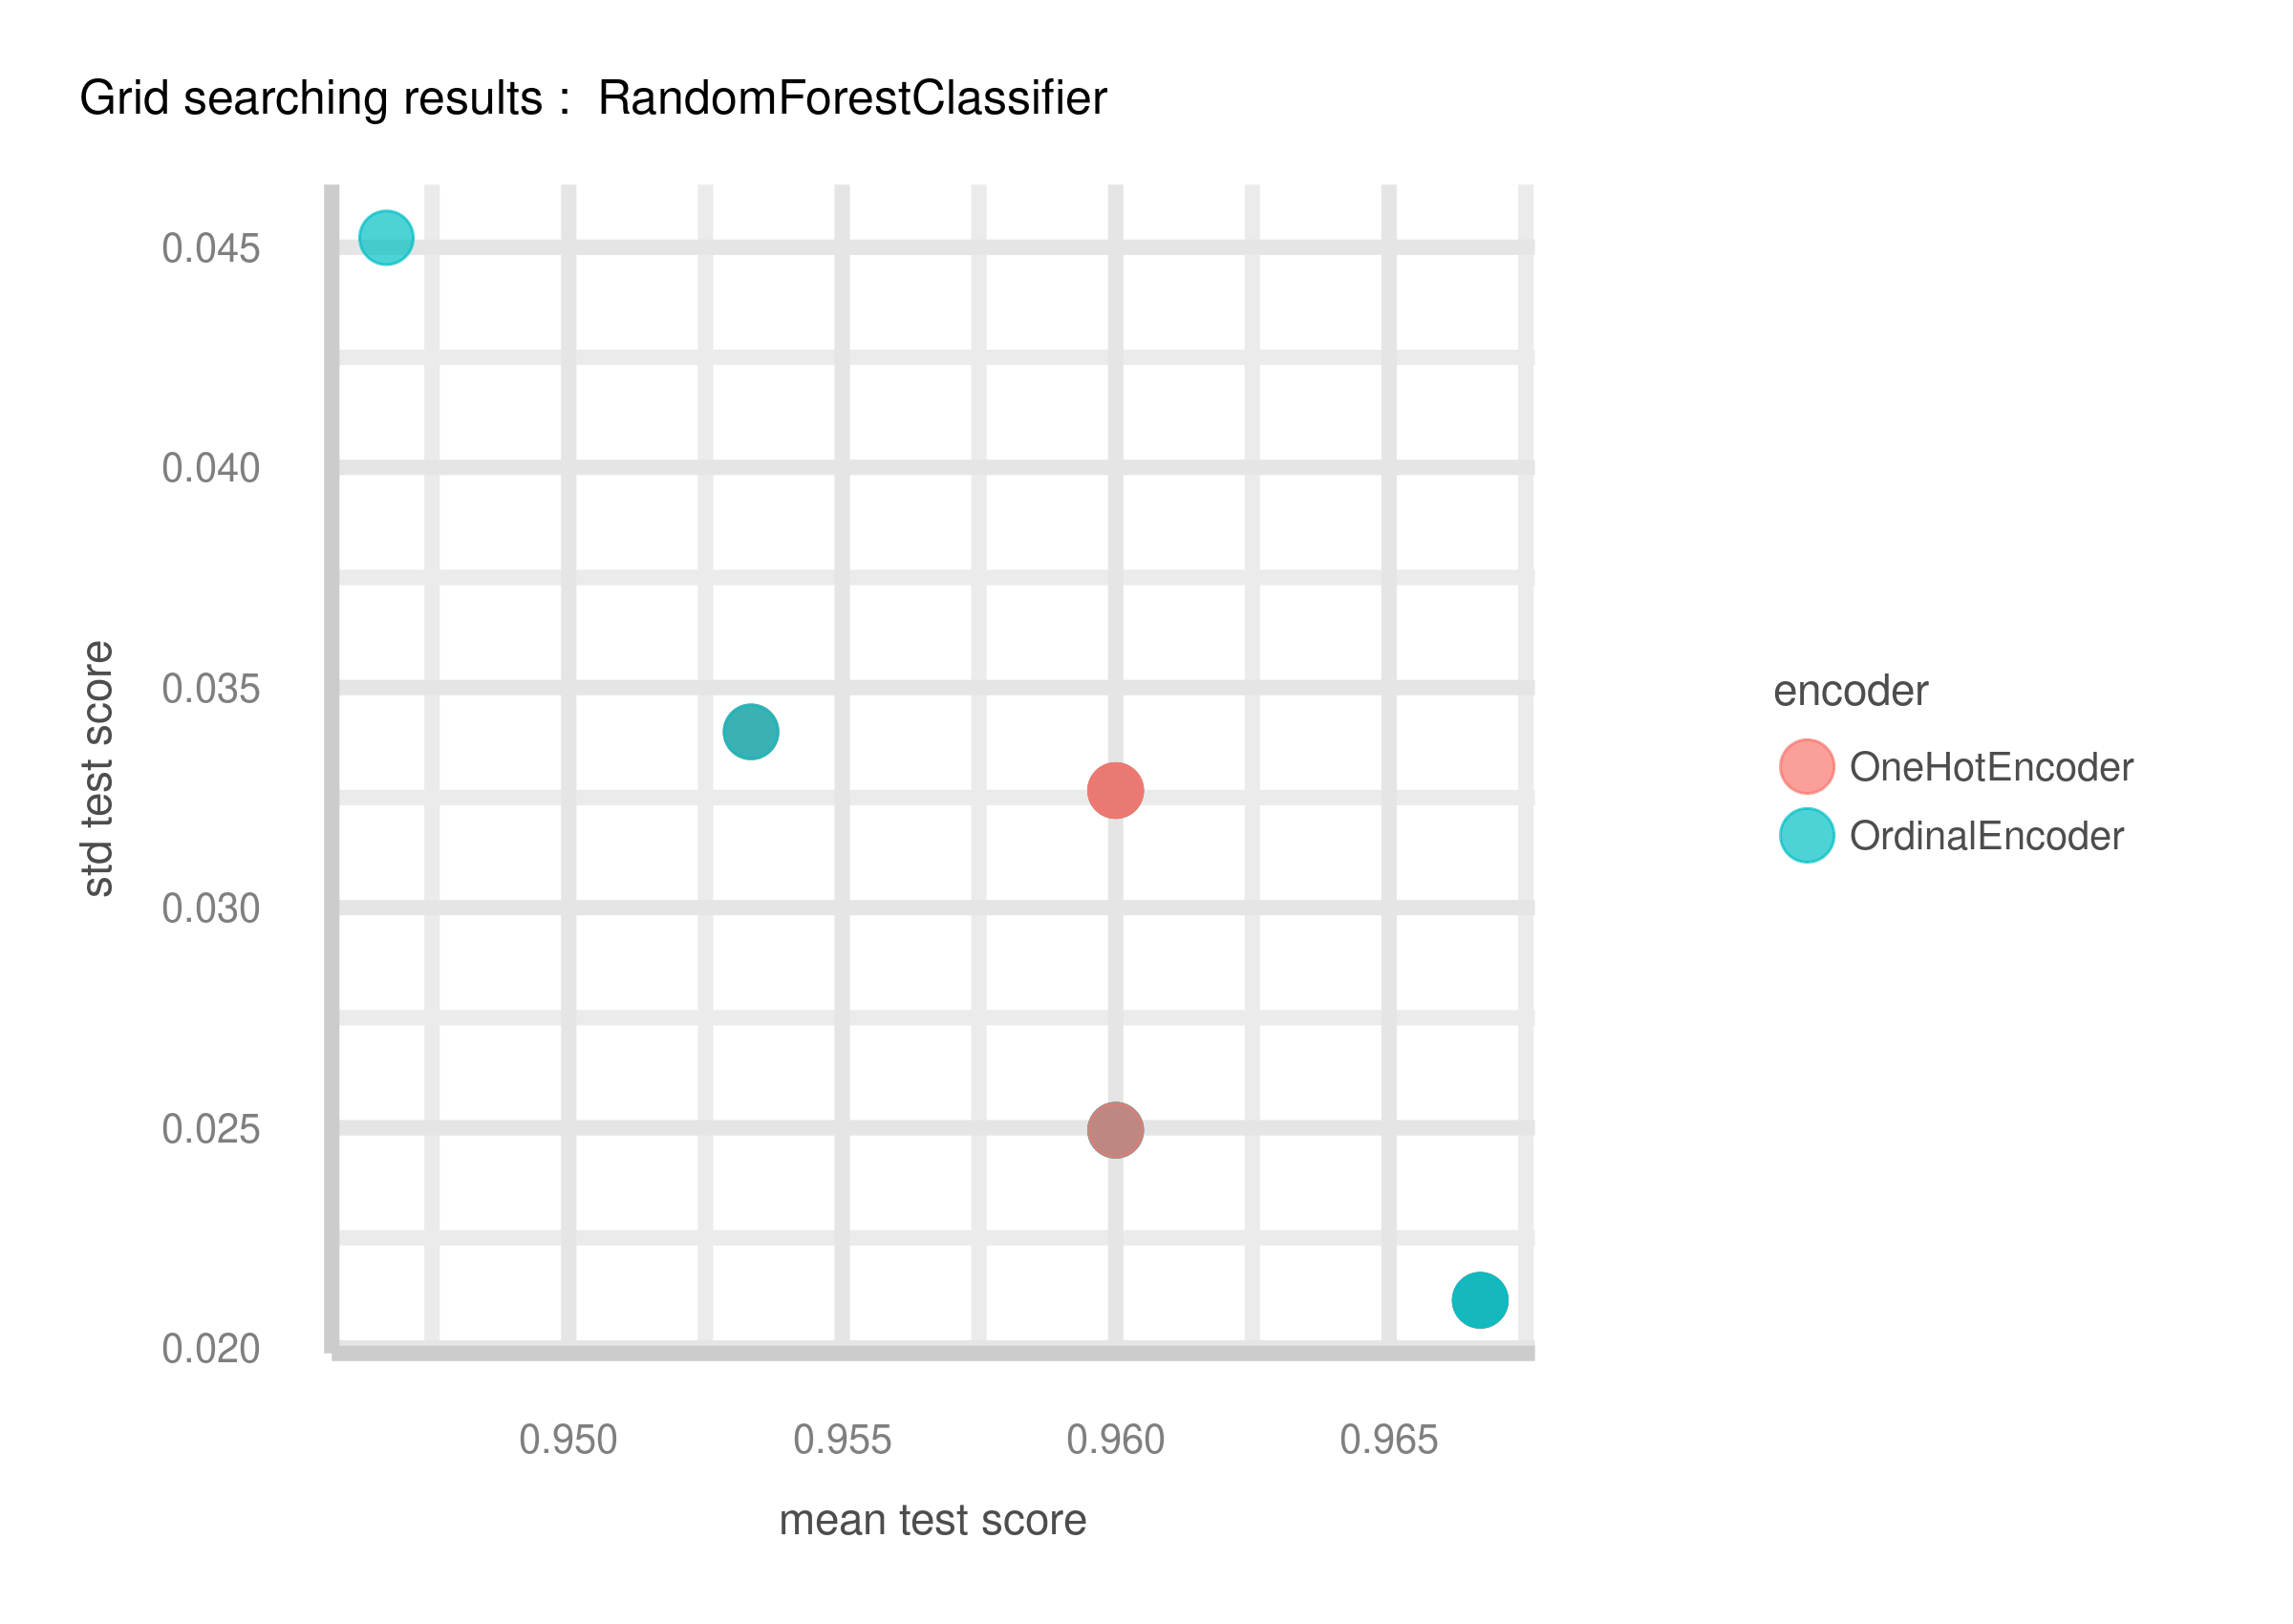 Grid searching results :  RandomForestClassifier
0.045
0.040
0.035
0.030
0.025
0.020
std test score
0.950 0.955 0.960 0.965
mean test score
encoder
OneHotEncoder
OrdinalEncoder